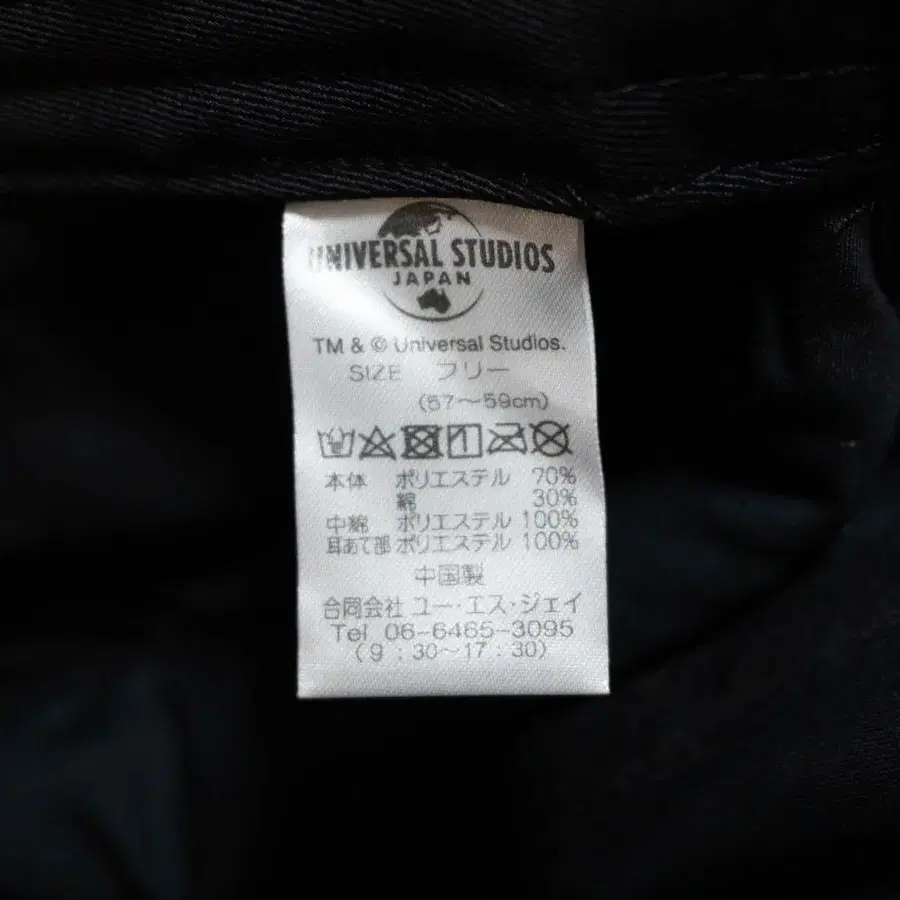 UNIVERSAL STUDIOS
JAPAN
TM & © Universal Studios.
SIZE フリー
(57～59cm)
本体 ポリエステル 70%
綿 30%
中綿 ポリエステル 100%
耳あて部 ポリエステル 100%
中国製
合同会社 ユー・エス・ジェイ
Tel 06-6465-3095
(9:30～17:30)